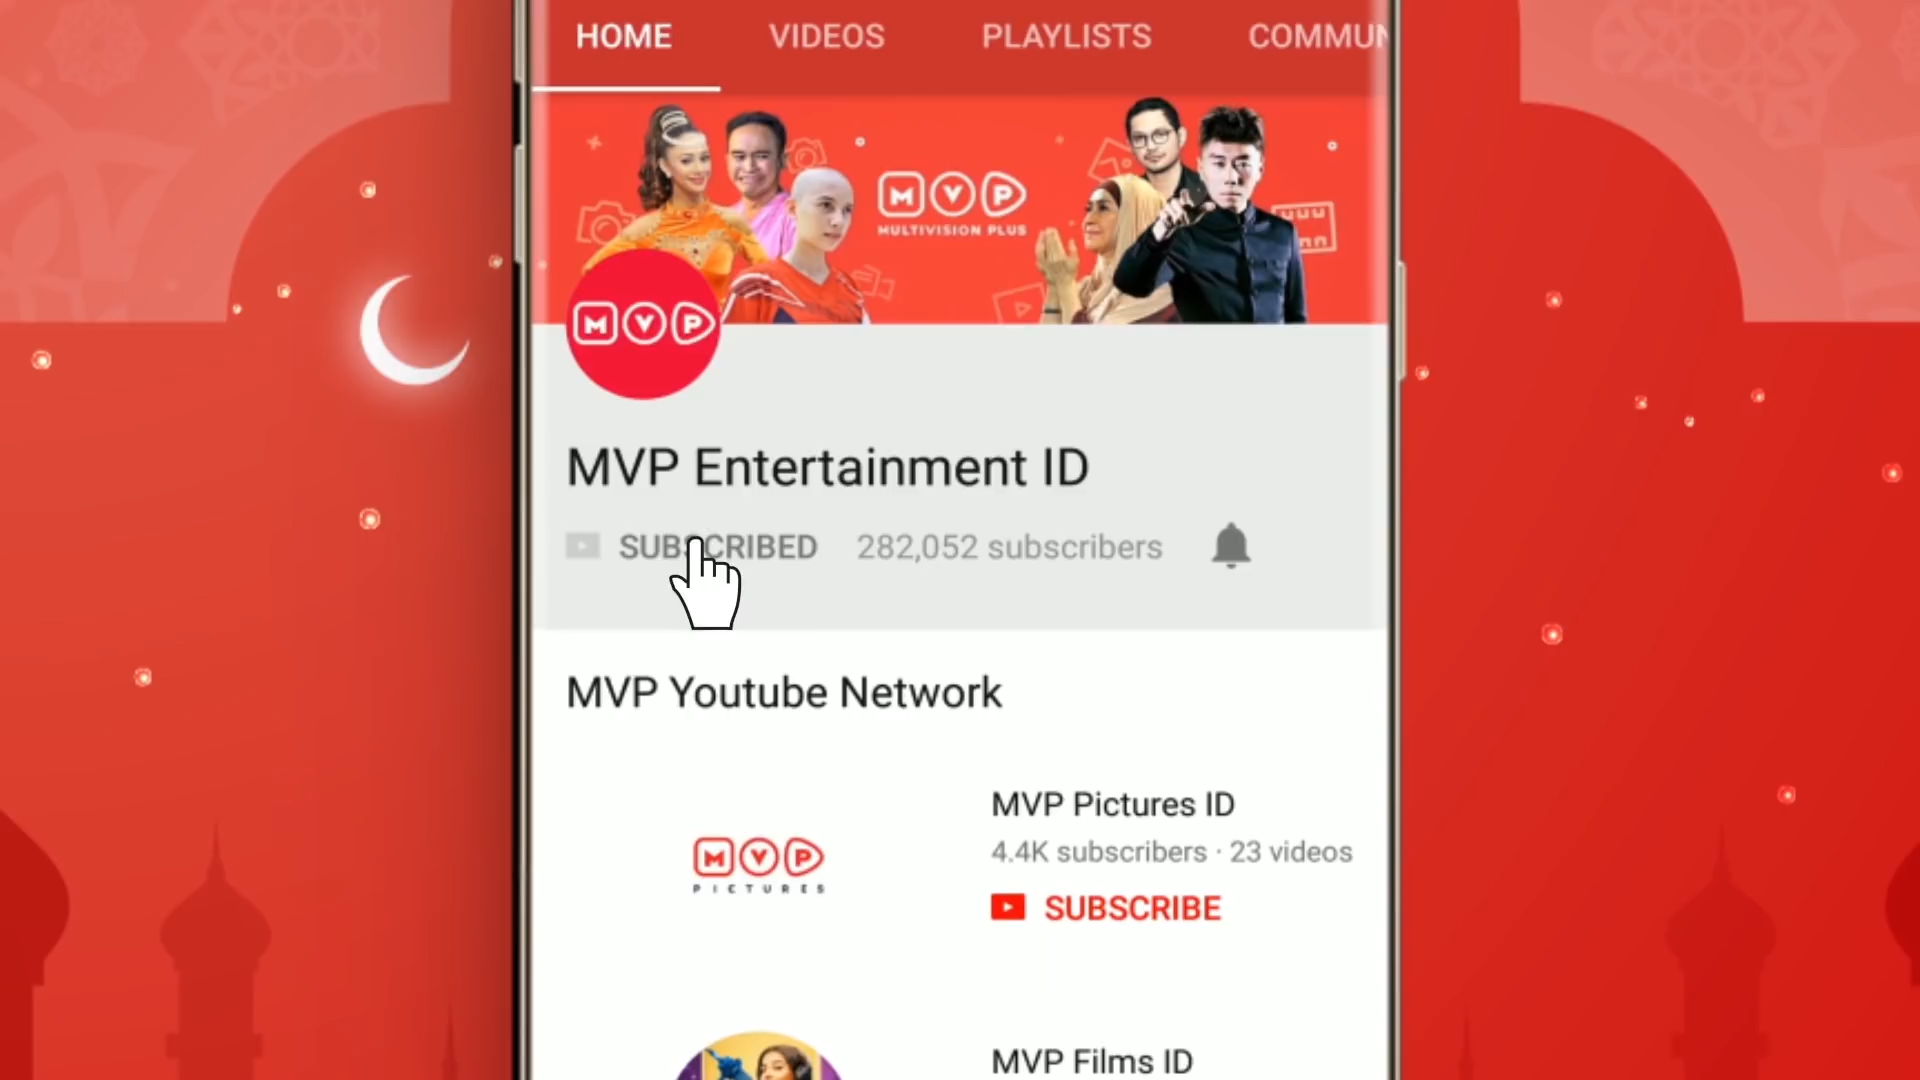 HOME VIDEOS PLAYLISTS COMMUN
MVP
MULTIVISION PLUS
MVP
MVP Entertainment ID
SUBSCRIBED 282,052 subscribers
MVP Youtube Network
MVP Pictures ID
4.4K subscribers · 23 videos
MVP
PICTURES
SUBSCRIBE
MVP Films ID